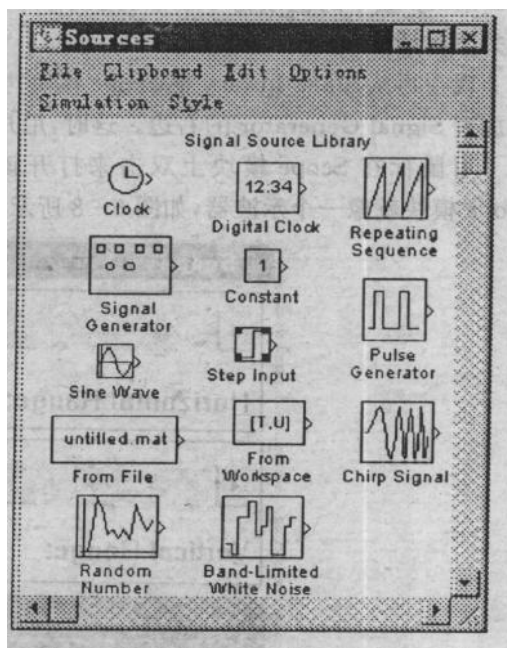 Sources
File Clipboard Edit Options
Simulation Style
Signal Source Library
Clock
12:34
Digital Clock
Repeating
Sequence
Signal
Generator
1
Constant
Pulse
Generator
Sine Wave
Step Input
untitled.mat
From File
[T,U]
From
Workspace
Chirp Signal
Random
Number
Band-Limited
White Noise